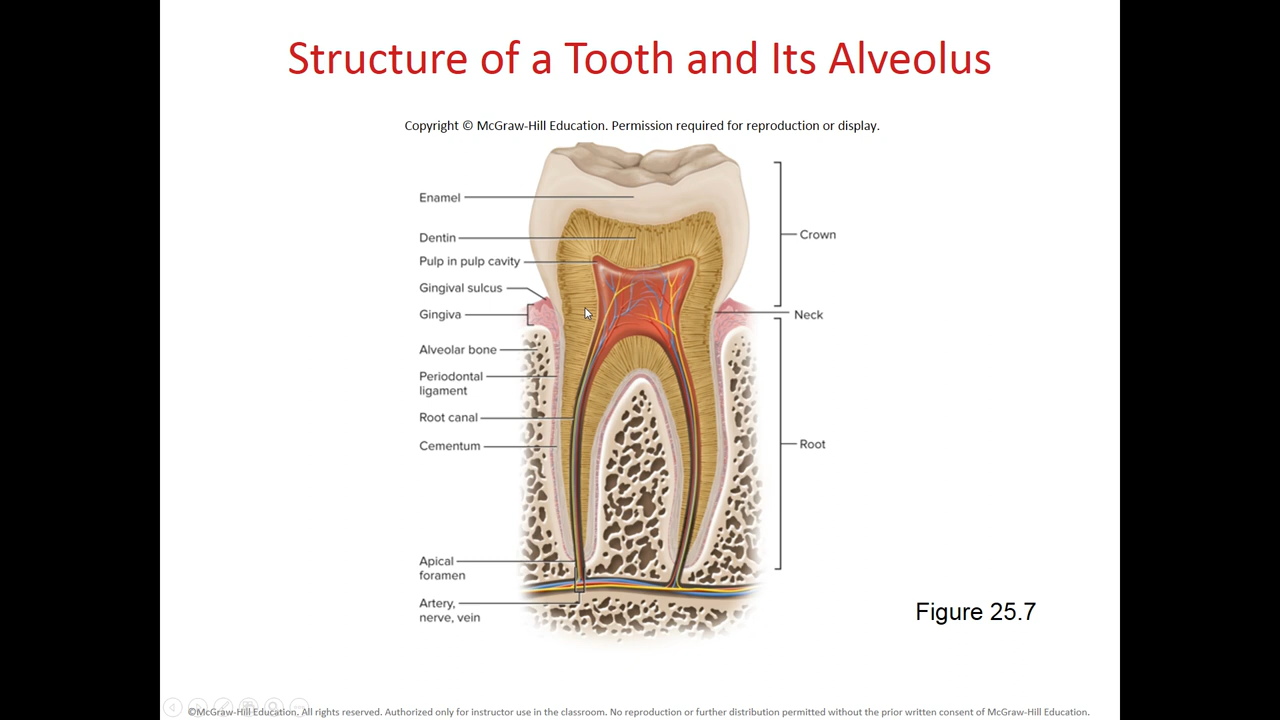 Structure of a Tooth and Its Alveolus
Copyright © McGraw-Hill Education. Permission required for reproduction or display.
Enamel
Dentin
Pulp in pulp cavity
Gingival sulcus
Gingiva
Alveolar bone
Periodontal
ligament
Root canal
Cementum
Apical
foramen
Artery,
nerve, vein
Crown
Neck
Root
Figure 25.7
©McGraw-Hill Education. All rights reserved. Authorized only for instructor use in the classroom. No reproduction or further distribution permitted without the prior written consent of McGraw-Hill Education.